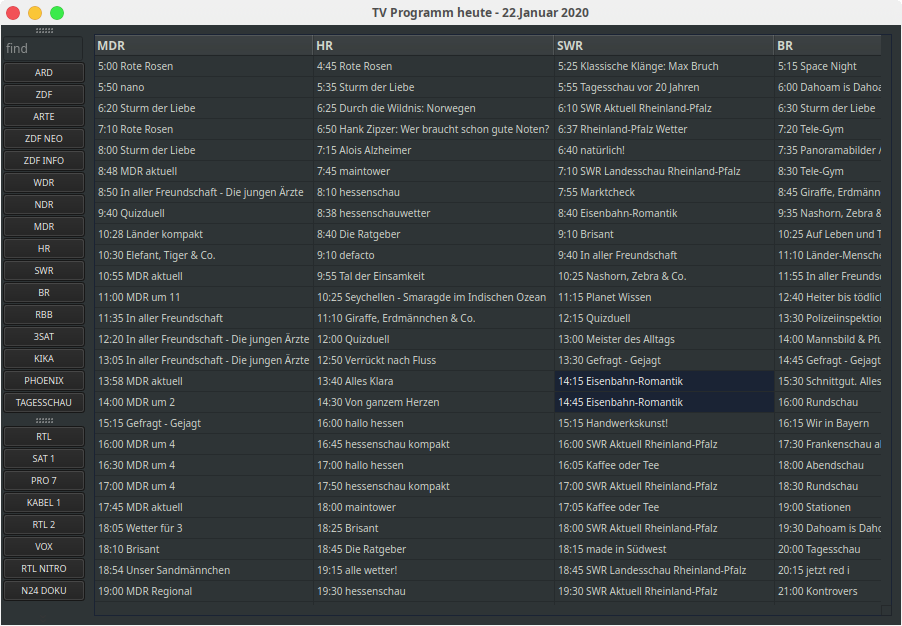 TV Programm heute - 22.Januar 2020
find
ARD
ZDF
ARTE
ZDF NEO
ZDF INFO
WDR
NDR
MDR
HR
SWR
BR
RBB
3SAT
KIKA
PHOENIX
TAGESSCHAU
RTL
SAT 1
PRO 7
KABEL 1
RTL 2
VOX
RTL NITRO
N24 DOKU
MDR HR SWR BR
5:00 Rote Rosen 4:45 Rote Rosen 5:25 Klassische Klänge: Max Bruch 5:15 Space Night
5:50 nano 5:35 Sturm der Liebe 5:55 Tagesschau vor 20 Jahren 6:00 Dahoam is
6:20 Sturm der Liebe 6:25 Durch die Wildnis: Norwegen 6:10 SWR Aktuell Rheinland-Pfalz 6:30 Sturm der Liebe
7:10 Rote Rosen 6:50 Hank Zipzer: Wer braucht schon gute Noten? 6:37 Rheinland-Pfalz Wetter 7:20 Tele-Gym
8:00 Sturm der Liebe 7:15 Alois Alzheimer 6:40 natürlich! 7:35 Panoramabilder
8:48 MDR aktuell 7:45 maintower 7:10 SWR Landesschau Rheinland-Pfalz 8:30 Tele-Gym
8:50 In aller Freundschaft - Die jungen Ärzte 8:10 hessenschau 7:55 Marktcheck 8:45 Giraffe, Erdmänn
9:40 Quizduell 8:38 hessenschauwetter 8:40 Eisenbahn-Romantik 9:35 Nashorn, Zebra &
10:28 Länder kompakt 8:40 Die Ratgeber 9:10 Brisant 10:25 Auf Leben und T
10:30 Elefant, Tiger & Co. 9:10 defacto 9:40 In aller Freundschaft 11:10 Länder-Mensche
10:55 MDR aktuell 9:55 Tal der Einsamkeit 10:25 Nashorn, Zebra & Co. 11:55 In aller Freunds
11:00 MDR um 11 10:25 Seychellen - Smaragde im Indischen Ozean 11:15 Planet Wissen 12:40 Heiter bis tödlic
11:35 In aller Freundschaft 11:10 Giraffe, Erdmännchen & Co. 12:15 Quizduell 13:30 Polizeiinspektio
12:20 In aller Freundschaft - Die jungen Ärzte 12:00 Quizduell 13:00 Meister des Alltags 14:00 Mannsbild & Pfu
13:05 In aller Freundschaft - Die jungen Ärzte 12:50 Verrückt nach Fluss 13:30 Gefragt - Gejagt 14:45 Gefragt - Gejagt
13:58 MDR aktuell 13:40 Alles Klara 14:15 Eisenbahn-Romantik 15:30 Schnittgut. Alles
14:00 MDR um 2 14:30 Von ganzem Herzen 14:45 Eisenbahn-Romantik 16:00 Rundschau
15:15 Gefragt - Gejagt 16:00 hallo hessen 15:15 Handwerkskunst! 16:15 Wir in Bayern
16:00 MDR um 4 16:45 hessenschau kompakt 16:00 SWR Aktuell Rheinland-Pfalz 17:30 Frankenschau a
16:30 MDR um 4 17:00 hallo hessen 16:05 Kaffee oder Tee 18:00 Abendschau
17:00 MDR um 4 17:50 hessenschau kompakt 17:00 SWR Aktuell Rheinland-Pfalz 18:30 Rundschau
17:45 MDR aktuell 18:00 maintower 17:05 Kaffee oder Tee 19:00 Stationen
18:05 Wetter für 3 18:25 Brisant 18:00 SWR Aktuell Rheinland-Pfalz 19:30 Dahoam is Daho
18:10 Brisant 18:45 Die Ratgeber 18:15 made in Südwest 20:00 Tagesschau
18:54 Unser Sandmännchen 19:15 alle wetter! 18:45 SWR Landesschau Rheinland-Pfalz 20:15 jetzt red i
19:00 MDR Regional 19:30 hessenschau 19:30 SWR Aktuell Rheinland-Pfalz 21:00 Kontrovers